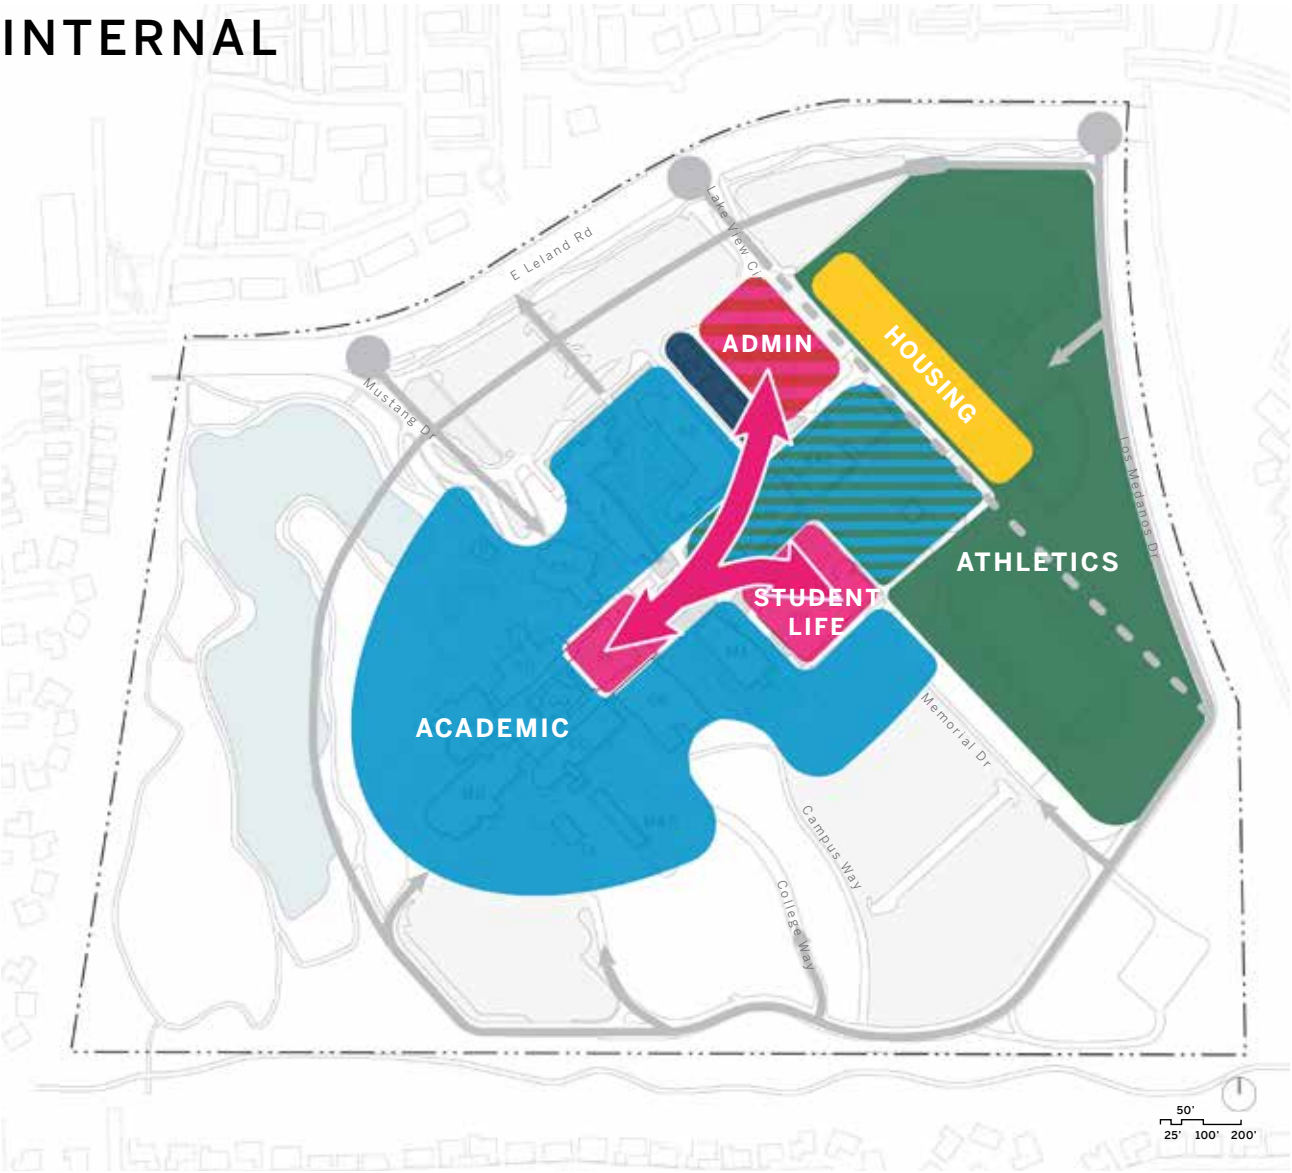 INTERNAL
E Leland Rd
Lake View Ci
Mustang Dr
ADMIN
HOUSING
Los Medanos Dr
ATHLETICS
STUDENT
LIFE
ACADEMIC
Memorial Dr
Campus Way
College Way
50'
25' 100' 200'